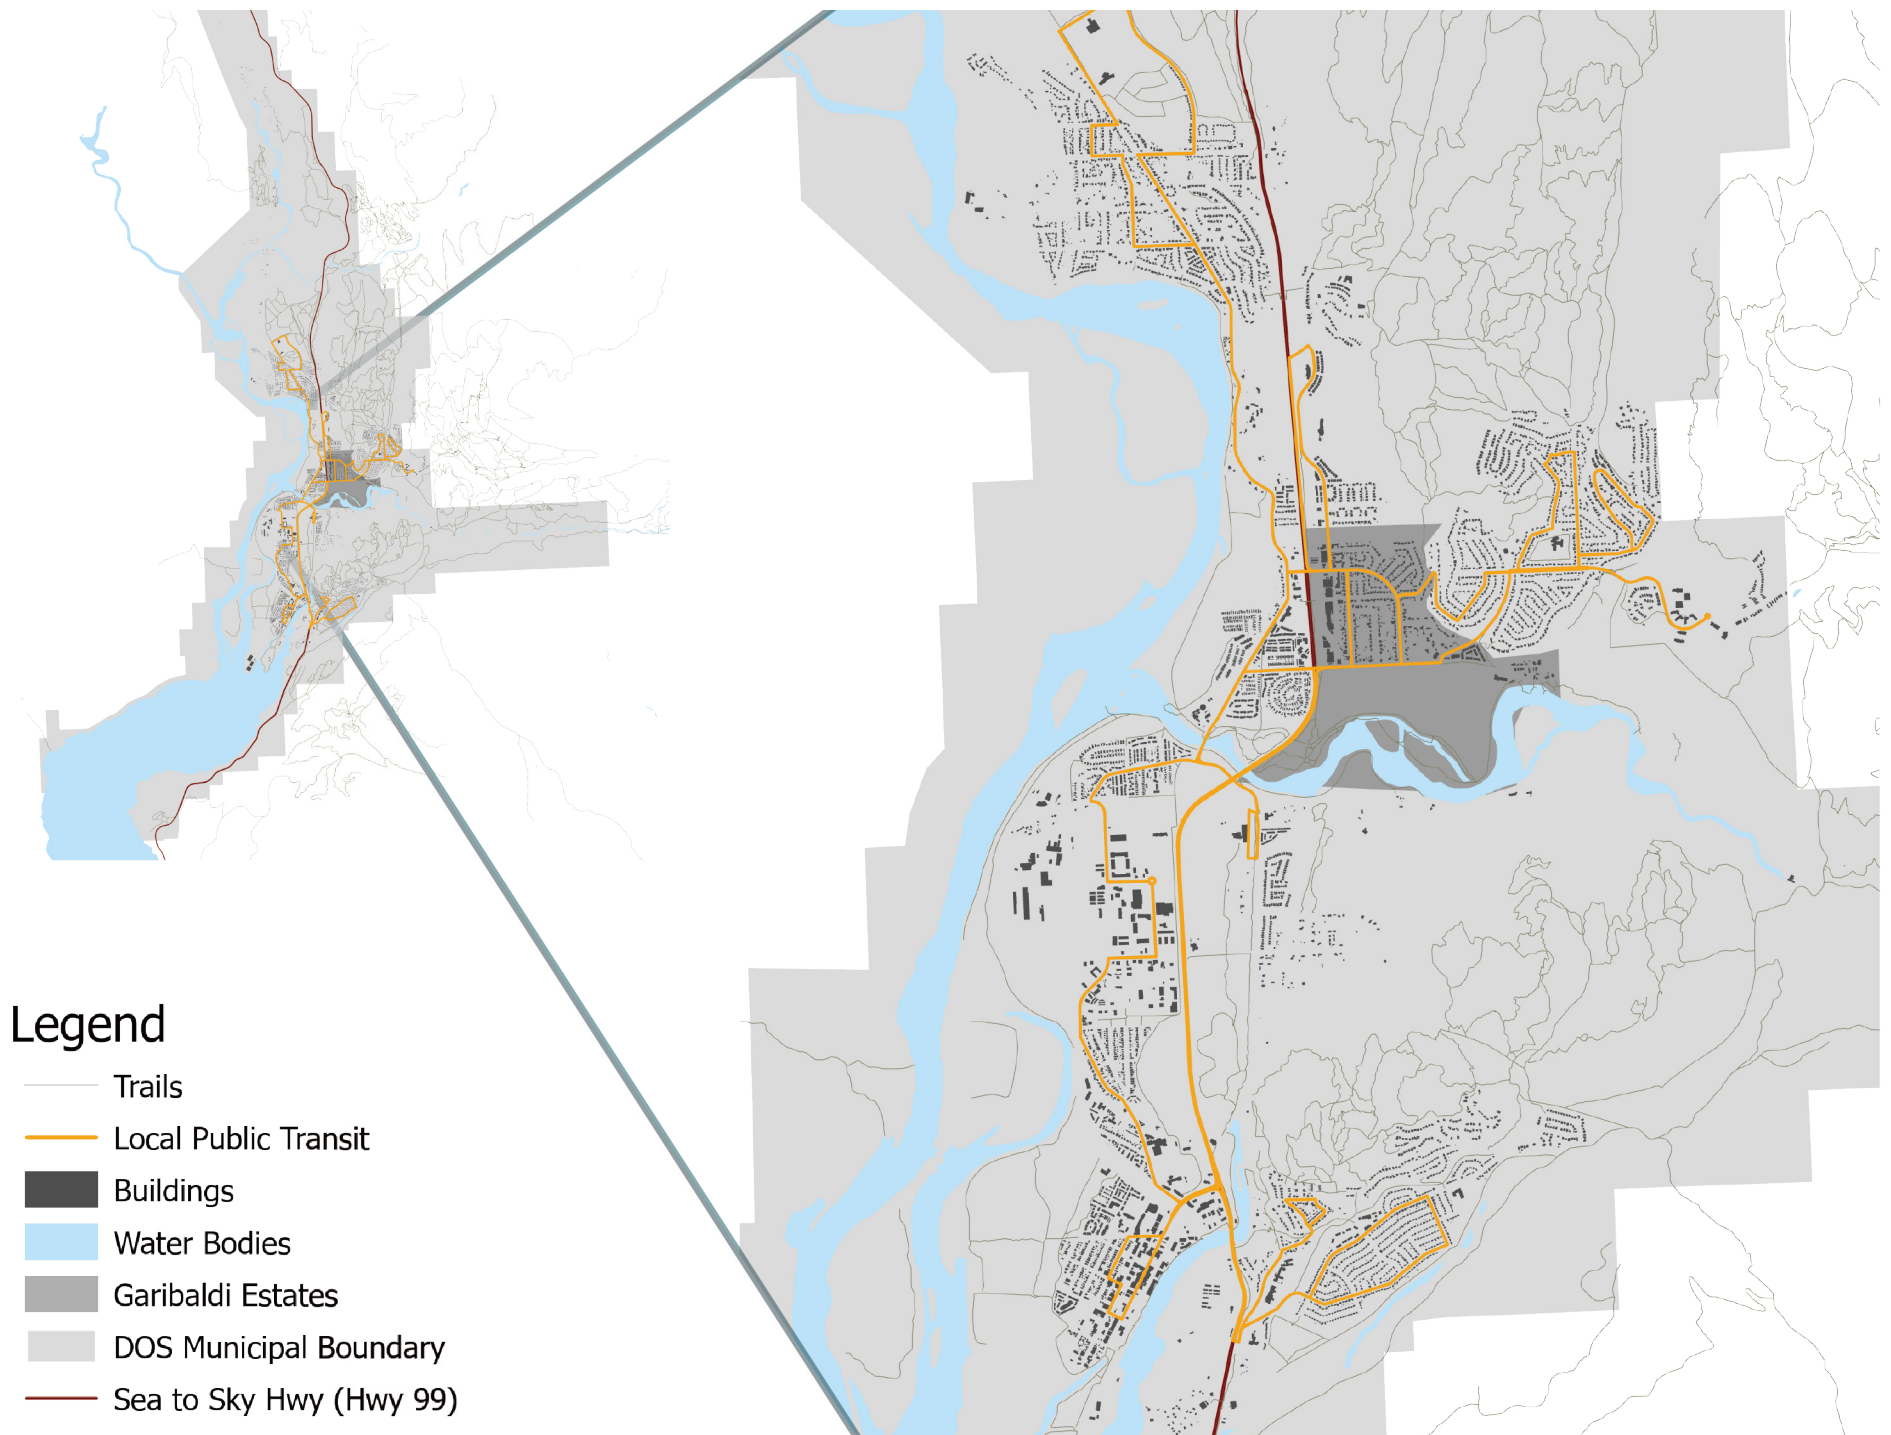 Legend
Trails
Local Public Transit
Buildings
Water Bodies
Garibaldi Estates
DOS Municipal Boundary
Sea to Sky Hwy (Hwy 99)